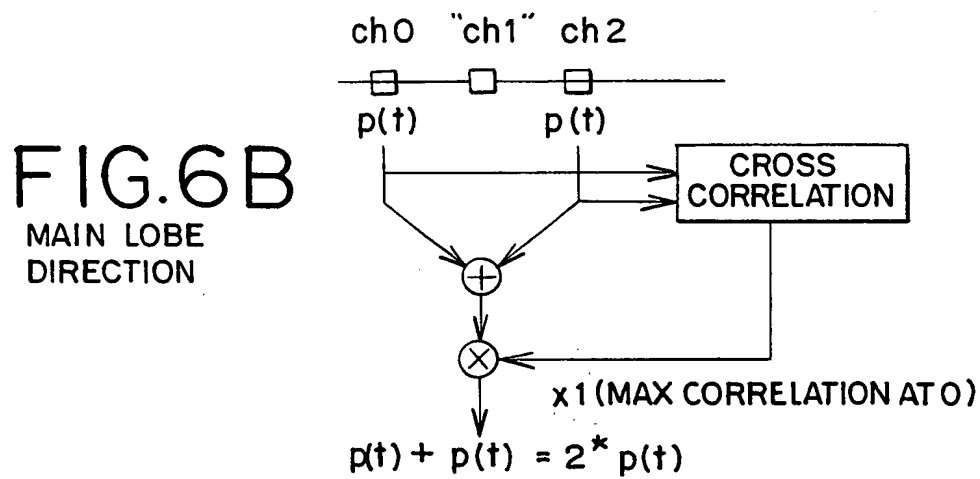 ch0 "ch1" ch2
p(t) p(t)
FIG.6B
MAIN LOBE
DIRECTION
CROSS
CORRELATION
+
×
x1 (MAX CORRELATION AT 0)
p(t) + p(t) = 2* p(t)